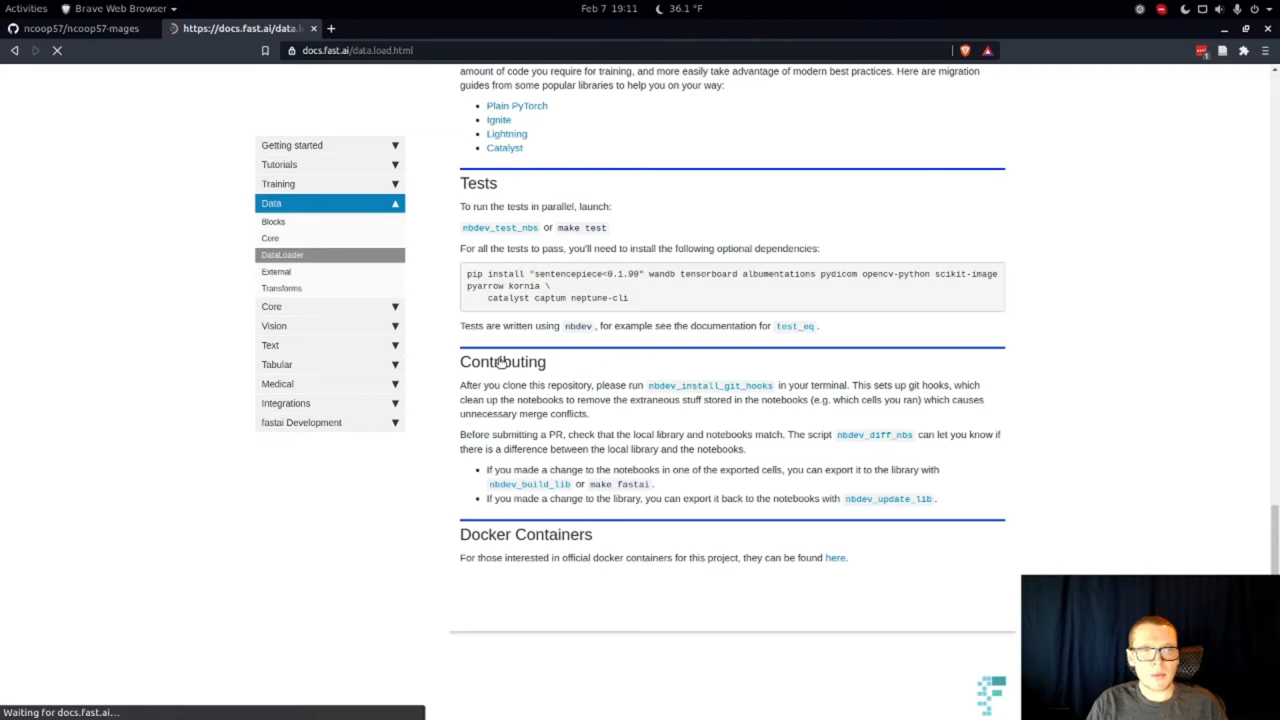 Activities
Brave Web Browser
Feb 7 19:11
36.1 °F
ncoop57/ncoop57-mages
https://docs.fast.ai/data.l
docs.fast.ai/data.load.html
1
Getting started
Tutorials
Training
Data
Blocks
Core
DataLoader
External
Transforms
Core
Vision
Text
Tabular
Medical
Integrations
fastai Development
amount of code you require for training, and more easily take advantage of modern best practices. Here are migration
guides from some popular libraries to help you on your way:
• Plain PyTorch
• Ignite
• Lightning
• Catalyst
Tests
To run the tests in parallel, launch:
nbdev_test_nbs or make test
For all the tests to pass, you'll need to install the following optional dependencies:
pip install "sentencepiece<0.1.90" wandb tensorboard albumentations pydicom opencv-python scikit-image
pyarrow kornia \
catalyst captum neptune-cli
Tests are written using nbdev, for example see the documentation for test_eq.
Contributing
After you clone this repository, please run nbdev_install_git_hooks in your terminal. This sets up git hooks, which
clean up the notebooks to remove the extraneous stuff stored in the notebooks (e.g. which cells you ran) which causes
unnecessary merge conflicts.
Before submitting a PR, check that the local library and notebooks match. The script nbdev_diff_nbs can let you know if
there is a difference between the local library and the notebooks.
• If you made a change to the notebooks in one of the exported cells, you can export it to the library with
nbdev_build_lib or make fastai.
• If you made a change to the library, you can export it back to the notebooks with nbdev_update_lib.
Docker Containers
For those interested in official docker containers for this project, they can be found here.
Waiting for docs.fast.ai...